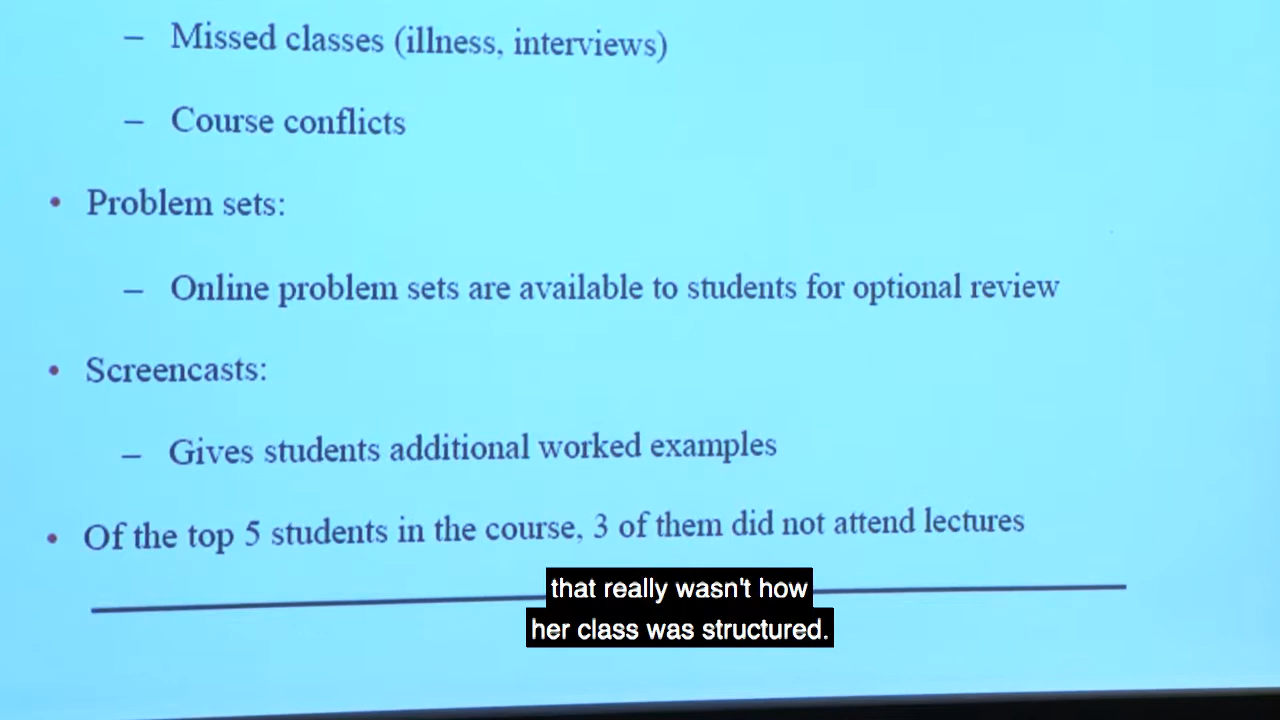 – Missed classes (illness, interviews)
– Course conflicts
• Problem sets:
– Online problem sets are available to students for optional review
• Screencasts:
– Gives students additional worked examples
• Of the top 5 students in the course, 3 of them did not attend lectures
that really wasn't how
her class was structured.